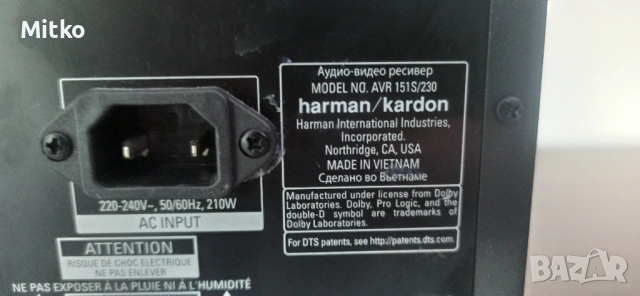 Mitko
Аудио-видео ресивер
MODEL NO. AVR 151S/230
harman/kardon
Harman International Industries,
Incorporated.
Northridge, CA, USA
MADE IN VIETNAM
Сделано во Вьетнаме
Manufactured under license from Dolby
Laboratories. Dolby, Pro Logic, and the
double-D symbol are trademarks of
Dolby Laboratories.
For DTS patents, see http://patents.dts.com.
220-240V~, 50/60Hz, 210W
AC INPUT
ATTENTION
RISQUE DE CHOC ELECTRIQUE
NE PAS ENLEVER
NE PAS EXPOSER À LA PLUIE NI À L'HUMIDITÉ
BAZAR